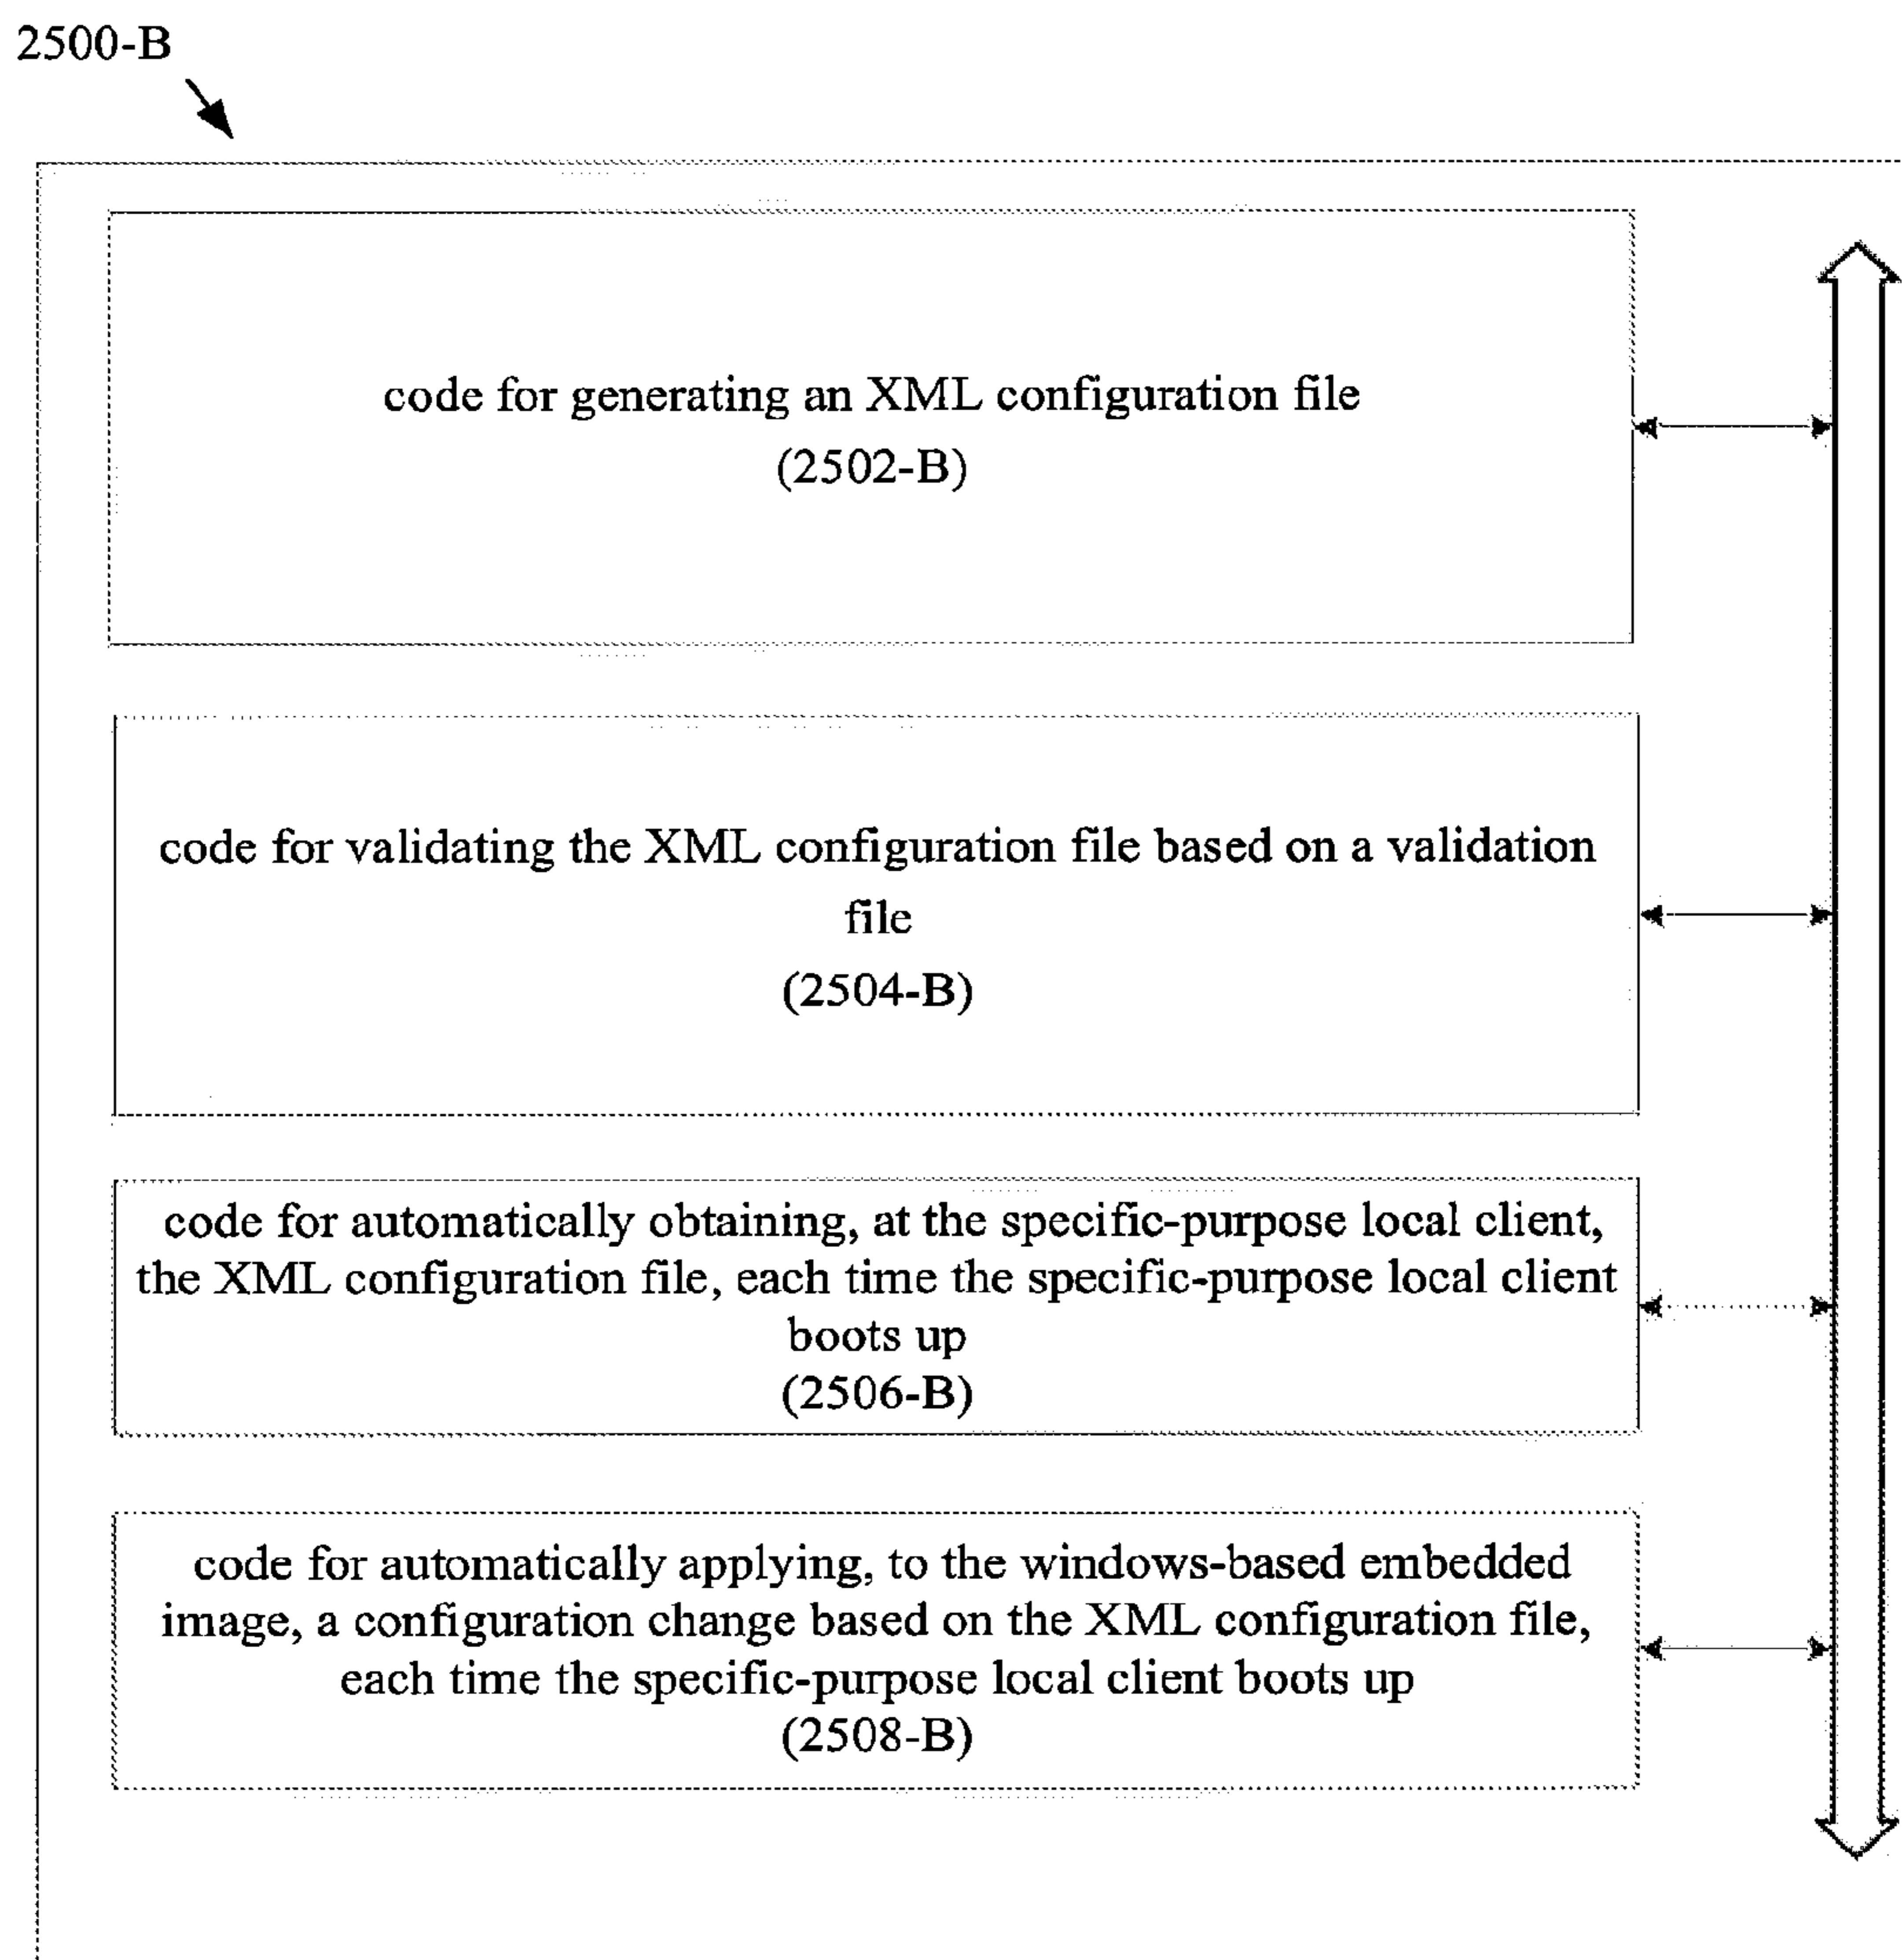 2500-B
code for generating an XML configuration file
(2502-B)
code for validating the XML configuration file based on a validation
file
(2504-B)
code for automatically obtaining, at the specific-purpose local client,
the XML configuration file, each time the specific-purpose local client
boots up
(2506-B)
code for automatically applying, to the windows-based embedded
image, a configuration change based on the XML configuration file,
each time the specific-purpose local client boots up
(2508-B)